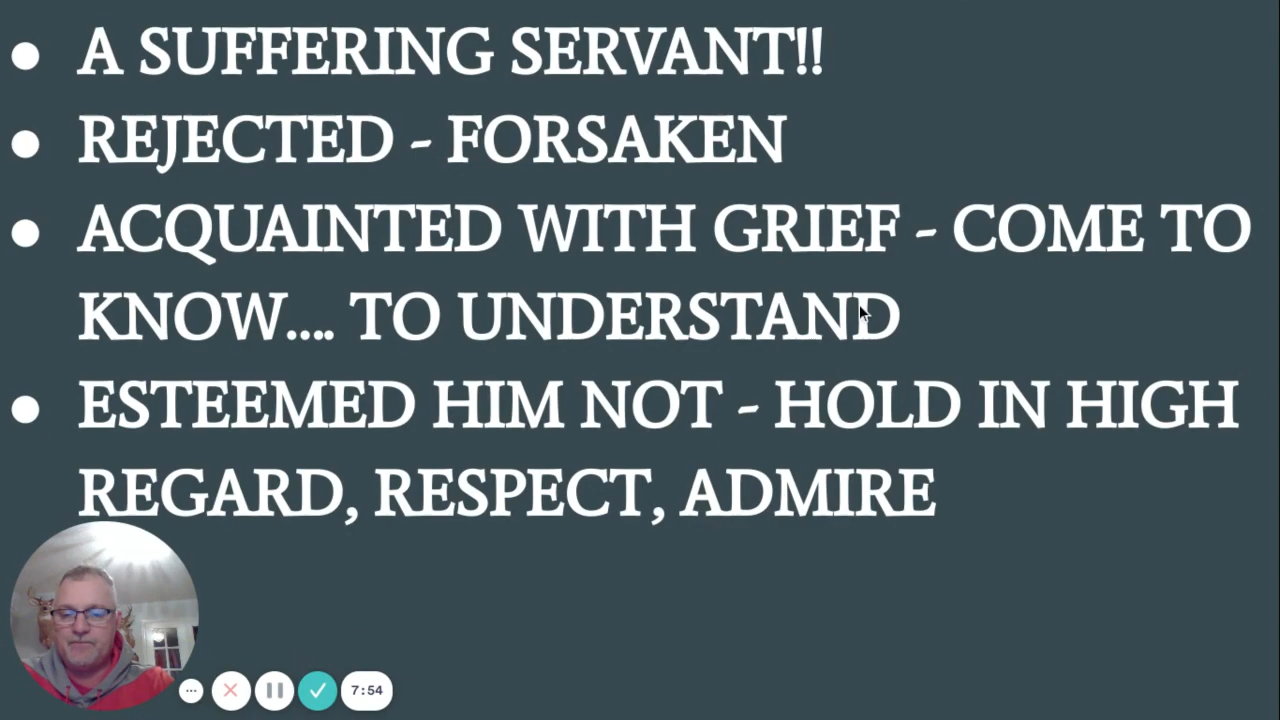 ● A SUFFERING SERVANT!!
● REJECTED - FORSAKEN
● ACQUAINTED WITH GRIEF - COME TO
KNOW.... TO UNDERSTAND
● ESTEEMED HIM NOT - HOLD IN HIGH
REGARD, RESPECT, ADMIRE
7:54